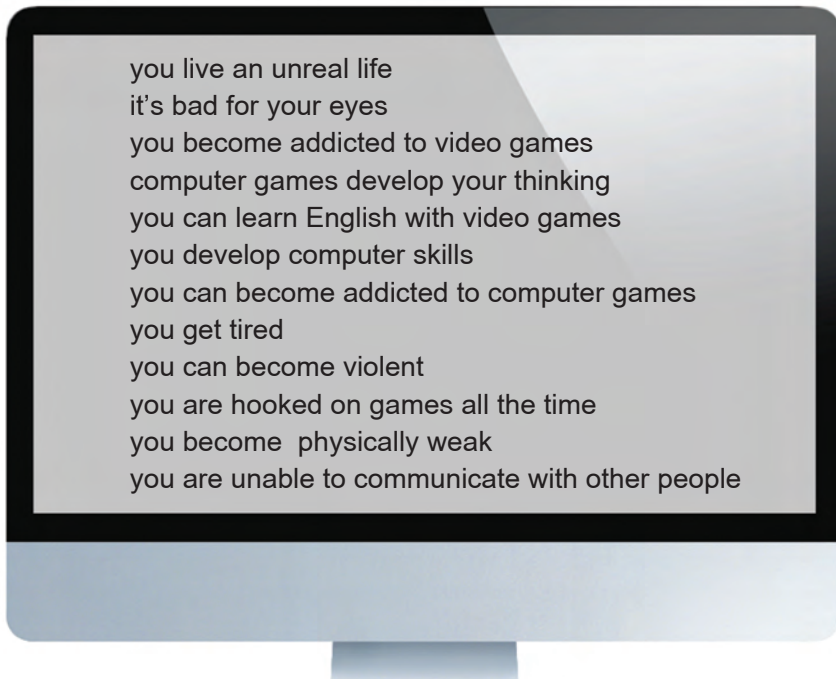 you live an unreal life
it’s bad for your eyes
you become addicted to video games
computer games develop your thinking
you can learn English with video games
you develop computer skills
you can become addicted to computer games
you get tired
you can become violent
you are hooked on games all the time
you become  physically weak
you are unable to communicate with other people